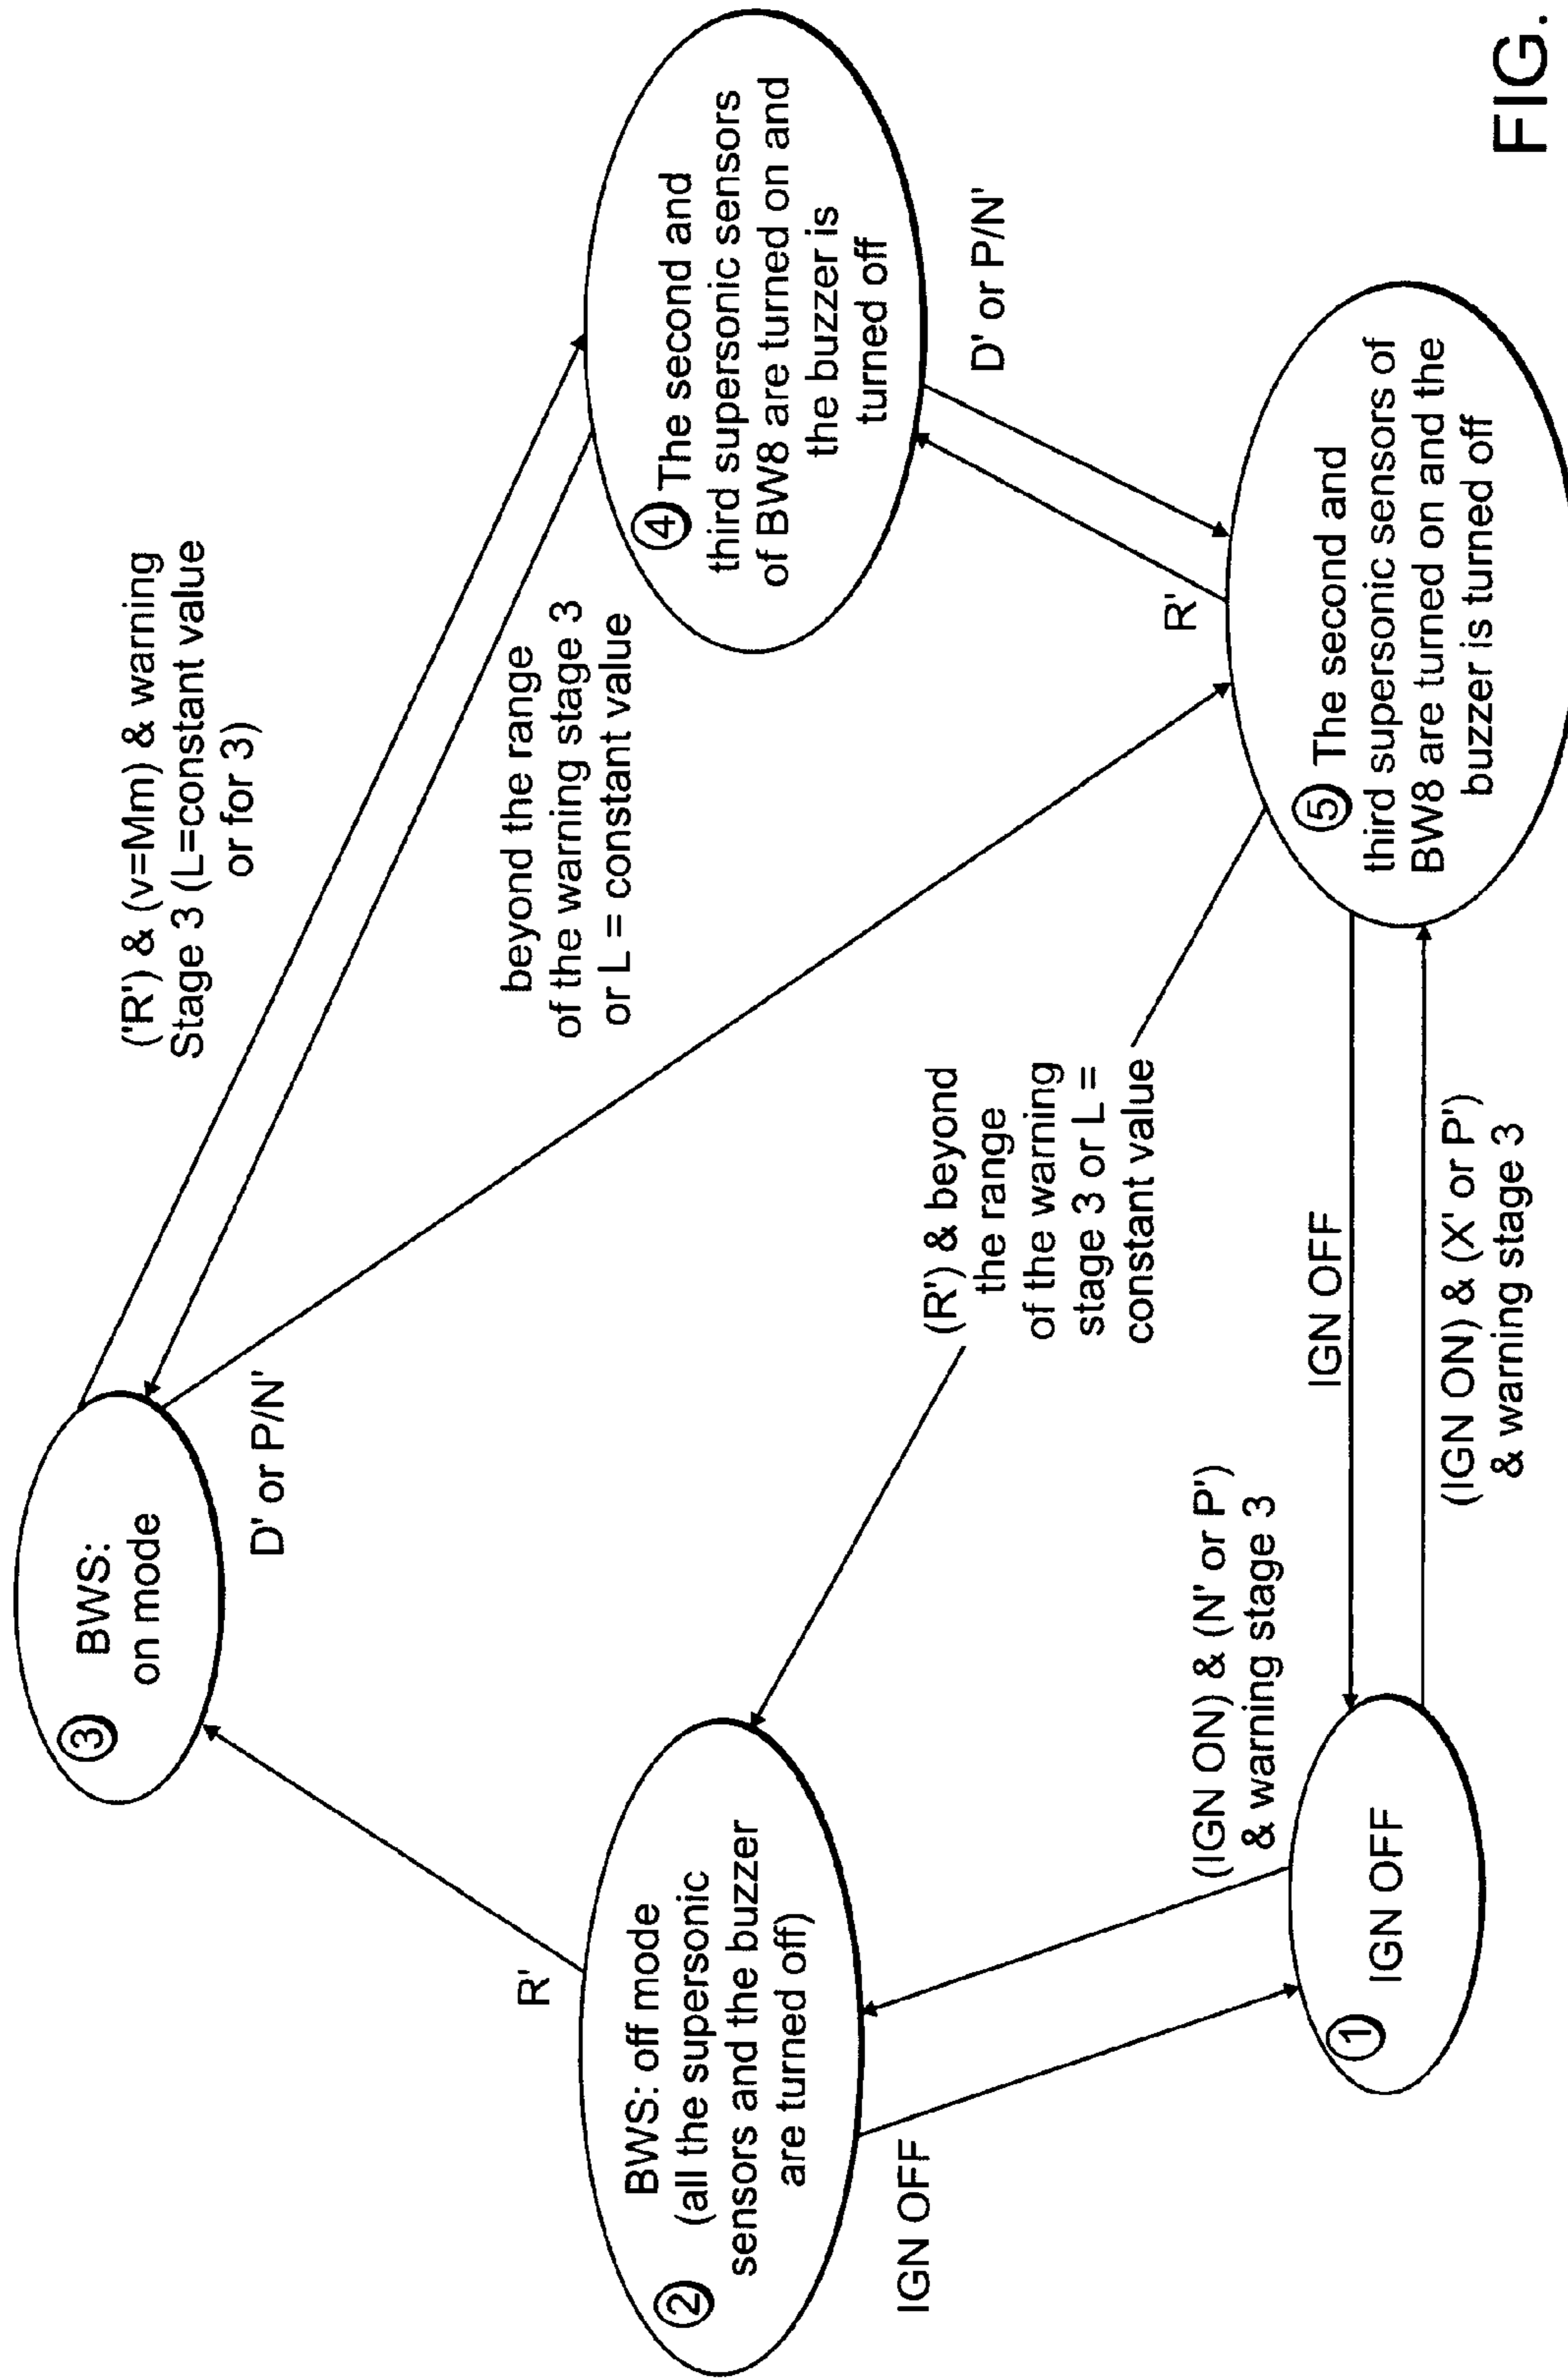 ③ BWS:
on mode
('R') & (v=Mm) & warning
Stage 3 (L=constant value
or for 3)
D' or P/N'
beyond the range
of the warning stage 3
or L = constant value
R'
② BWS: off mode
(all the supersonic
sensors and the buzzer
are turned off)
④ The second and
third supersonic sensors
of BW8 are turned on and
the buzzer is
turned off
IGN OFF
(R') & beyond
the range
of the warning
stage 3 or L =
constant value
R'
D' or P/N'
(IGN ON) & (N' or P')
& warning stage 3
IGN OFF
① IGN OFF
(IGN ON) & (X' or P')
& warning stage 3
⑤ The second and
third supersonic sensors of
BW8 are turned on and the
buzzer is turned off
FIG.